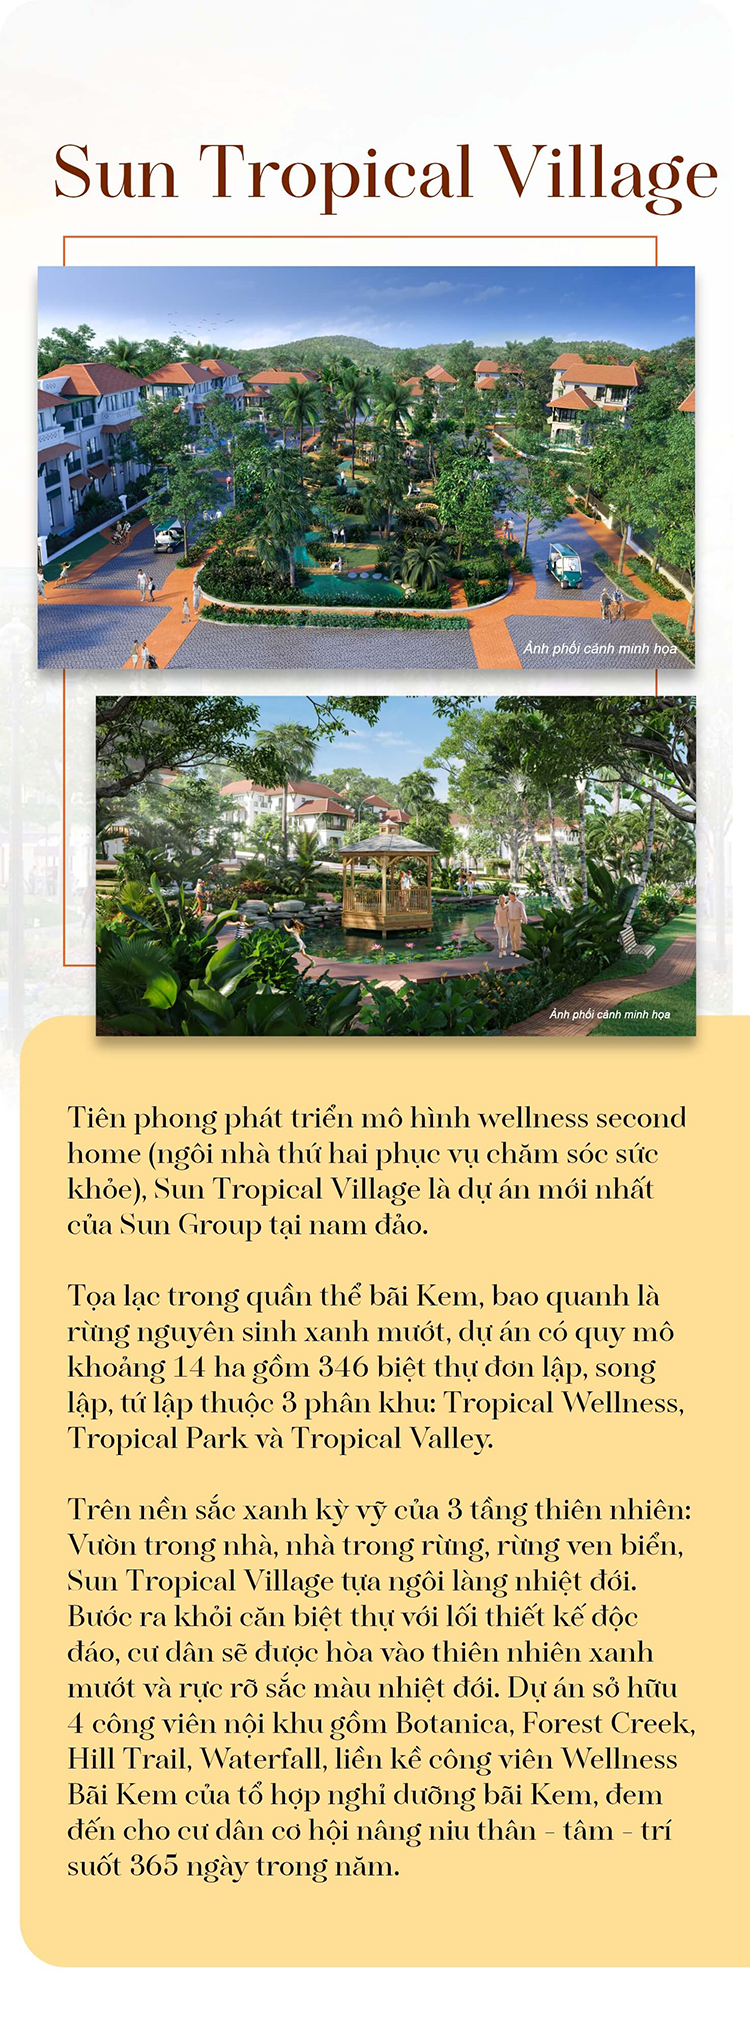 Sun Tropical Village
Ảnh phối cảnh minh họa
Ảnh phối cảnh minh họa
Tiên phong phát triển mô hình wellness second
home (ngôi nhà thứ hai phục vụ chăm sóc sức
khỏe), Sun Tropical Village là dự án mới nhất
của Sun Group tại nam đảo.
Tọa lạc trong quần thể bãi Kem, bao quanh là
rừng nguyên sinh xanh mướt, dự án có quy mô
khoảng 14 ha gồm 346 biệt thự đơn lập, song
lập, tứ lập thuộc 3 phân khu: Tropical Wellness,
Tropical Park và Tropical Valley.
Trên nền sắc xanh kỳ vỹ của 3 tầng thiên nhiên:
Vườn trong nhà, nhà trong rừng, rừng ven biển,
Sun Tropical Village tựa ngôi làng nhiệt đới.
Bước ra khỏi căn biệt thự với lối thiết kế độc
đáo, cư dân sẽ được hòa vào thiên nhiên xanh
mướt và rực rỡ sắc màu nhiệt đới. Dự án sở hữu
4 công viên nội khu gồm Botanica, Forest Creek,
Hill Trail, Waterfall, liền kề công viên Wellness
Bãi Kem của tổ hợp nghỉ dưỡng bãi Kem, đem
đến cho cư dân cơ hội nâng niu thân - tâm - trí
suốt 365 ngày trong năm.